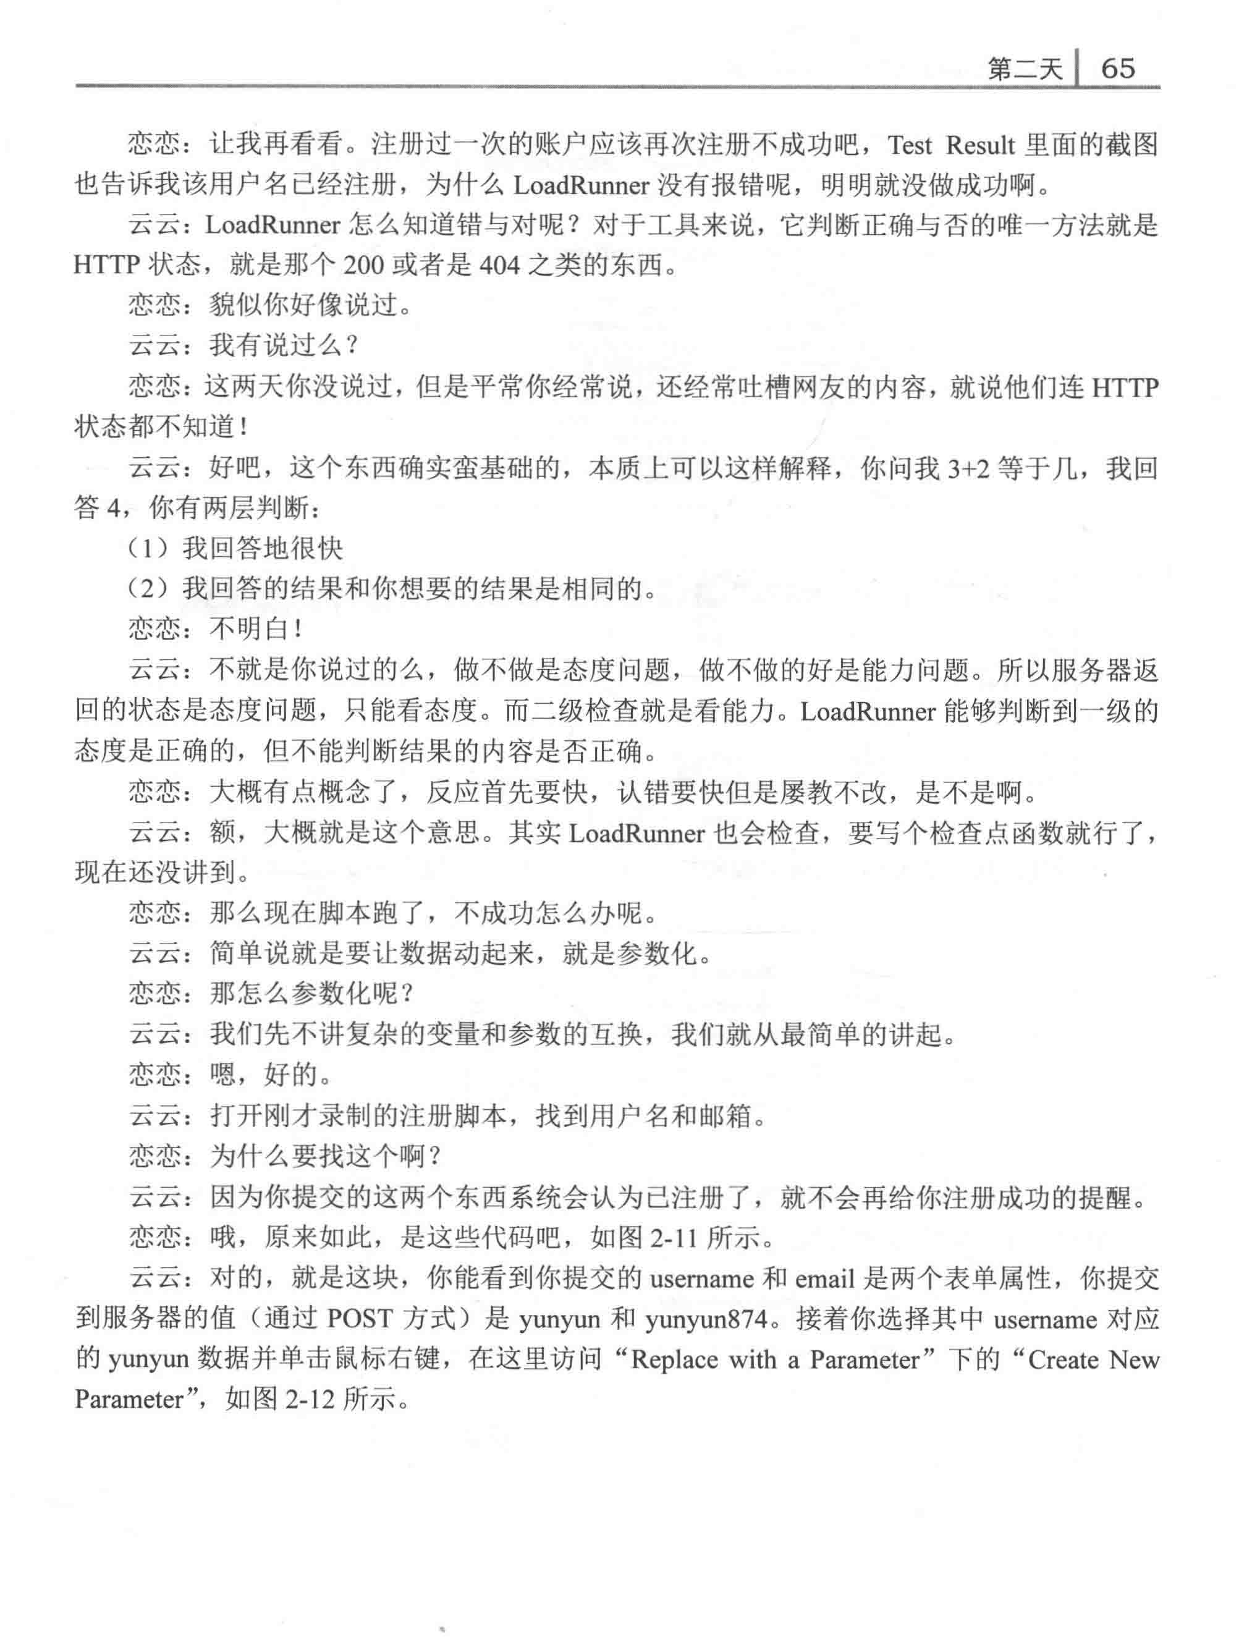 第二天 65
恋恋：让我再看看。注册过一次的账户应该再次注册不成功吧，Test Result 里面的截图
也告诉我该用户名已经注册，为什么 LoadRunner 没有报错呢，明明就没做成功啊。
云云：LoadRunner 怎么知道错与对呢？对于工具来说，它判断正确与否的唯一方法就是
HTTP 状态，就是那个 200 或者是 404 之类的东西。
恋恋：貌似你好像说过。
云云：我有说过么？
恋恋：这两天你没说过，但是平常你经常说，还经常吐槽网友的内容，就说他们连 HTTP
状态都不知道！
云云：好吧，这个东西确实蛮基础的，本质上可以这样解释，你问我 3+2 等于几，我回
答 4，你有两层判断：
（1）我回答地很快
（2）我回答的结果和你想要的结果是相同的。
恋恋：不明白！
云云：不就是你说过的么，做不做是态度问题，做不做的好是能力问题。所以服务器返
回的状态是态度问题，只能看态度。而二级检查就是看能力。LoadRunner 能够判断到一级的
态度是正确的，但不能判断结果的内容是否正确。
恋恋：大概有点概念了，反应首先要快，认错要快但是屡教不改，是不是啊。
云云：额，大概就是这个意思。其实 LoadRunner 也会检查，要写个检查点函数就行了，
现在还没讲到。
恋恋：那么现在脚本跑了，不成功怎么办呢。
云云：简单说就是要让数据动起来，就是参数化。
恋恋：那怎么参数化呢？
云云：我们先不讲复杂的变量和参数的互换，我们就从最简单的讲起。
恋恋：嗯，好的。
云云：打开刚才录制的注册脚本，找到用户名和邮箱。
恋恋：为什么要找这个啊？
云云：因为你提交的这两个东西系统会认为已注册了，就不会再给你注册成功的提醒。
恋恋：哦，原来如此，是这些代码吧，如图 2-11 所示。
云云：对的，就是这块，你能看到你提交的 username 和 email 是两个表单属性，你提交
到服务器的值（通过 POST 方式）是 yunyun 和 yunyun874。接着你选择其中 username 对应
的 yunyun 数据并单击鼠标右键，在这里访问“Replace with a Parameter”下的“Create New
Parameter”，如图 2-12 所示。